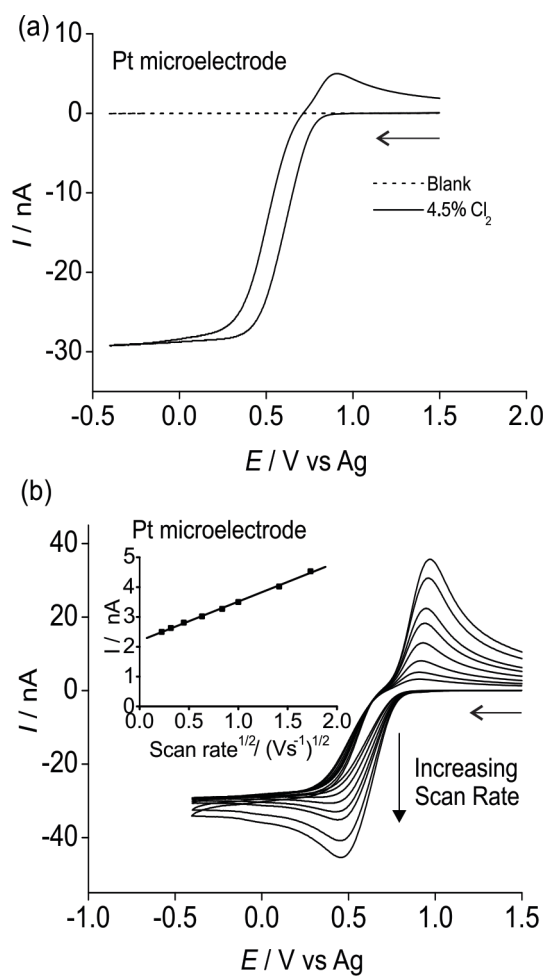 (a)
10
0
-10
-20
-30
I / nA
Pt microelectrode
Blank
4.5% Cl₂
-0.5 0.0 0.5 1.0 1.5 2.0
E / V vs Ag
(b)
Pt microelectrode
40
20
0
-20
-40
I / nA
5
4
3
2
1
0
I / nA
0.0 0.5 1.0 1.5 2.0
Scan rate^1/2 / (Vs⁻¹)^1/2
Increasing
Scan Rate
-1.0 -0.5 0.0 0.5 1.0 1.5
E / V vs Ag